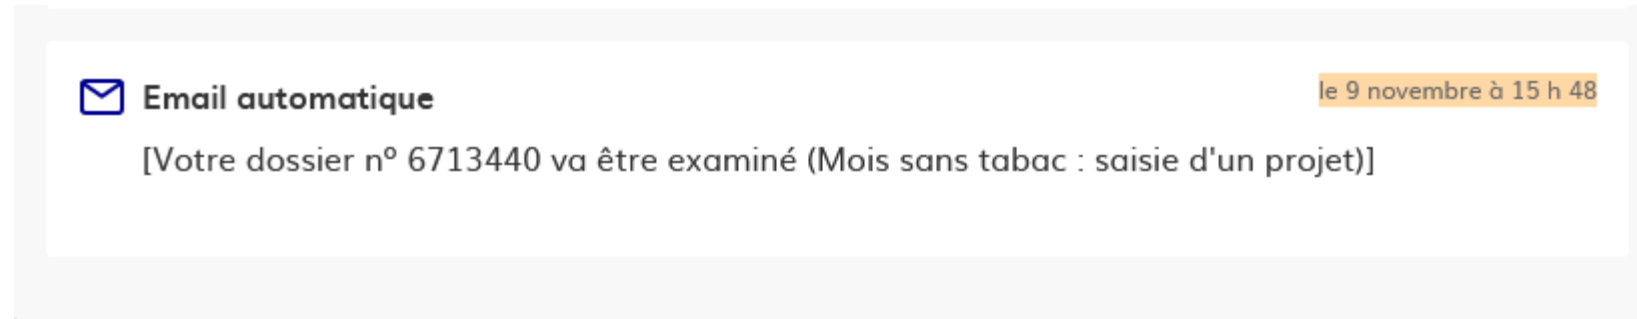 Email automatique
le 9 novembre à 15 h 48
[Votre dossier nº 6713440 va être examiné (Mois sans tabac : saisie d'un projet)]